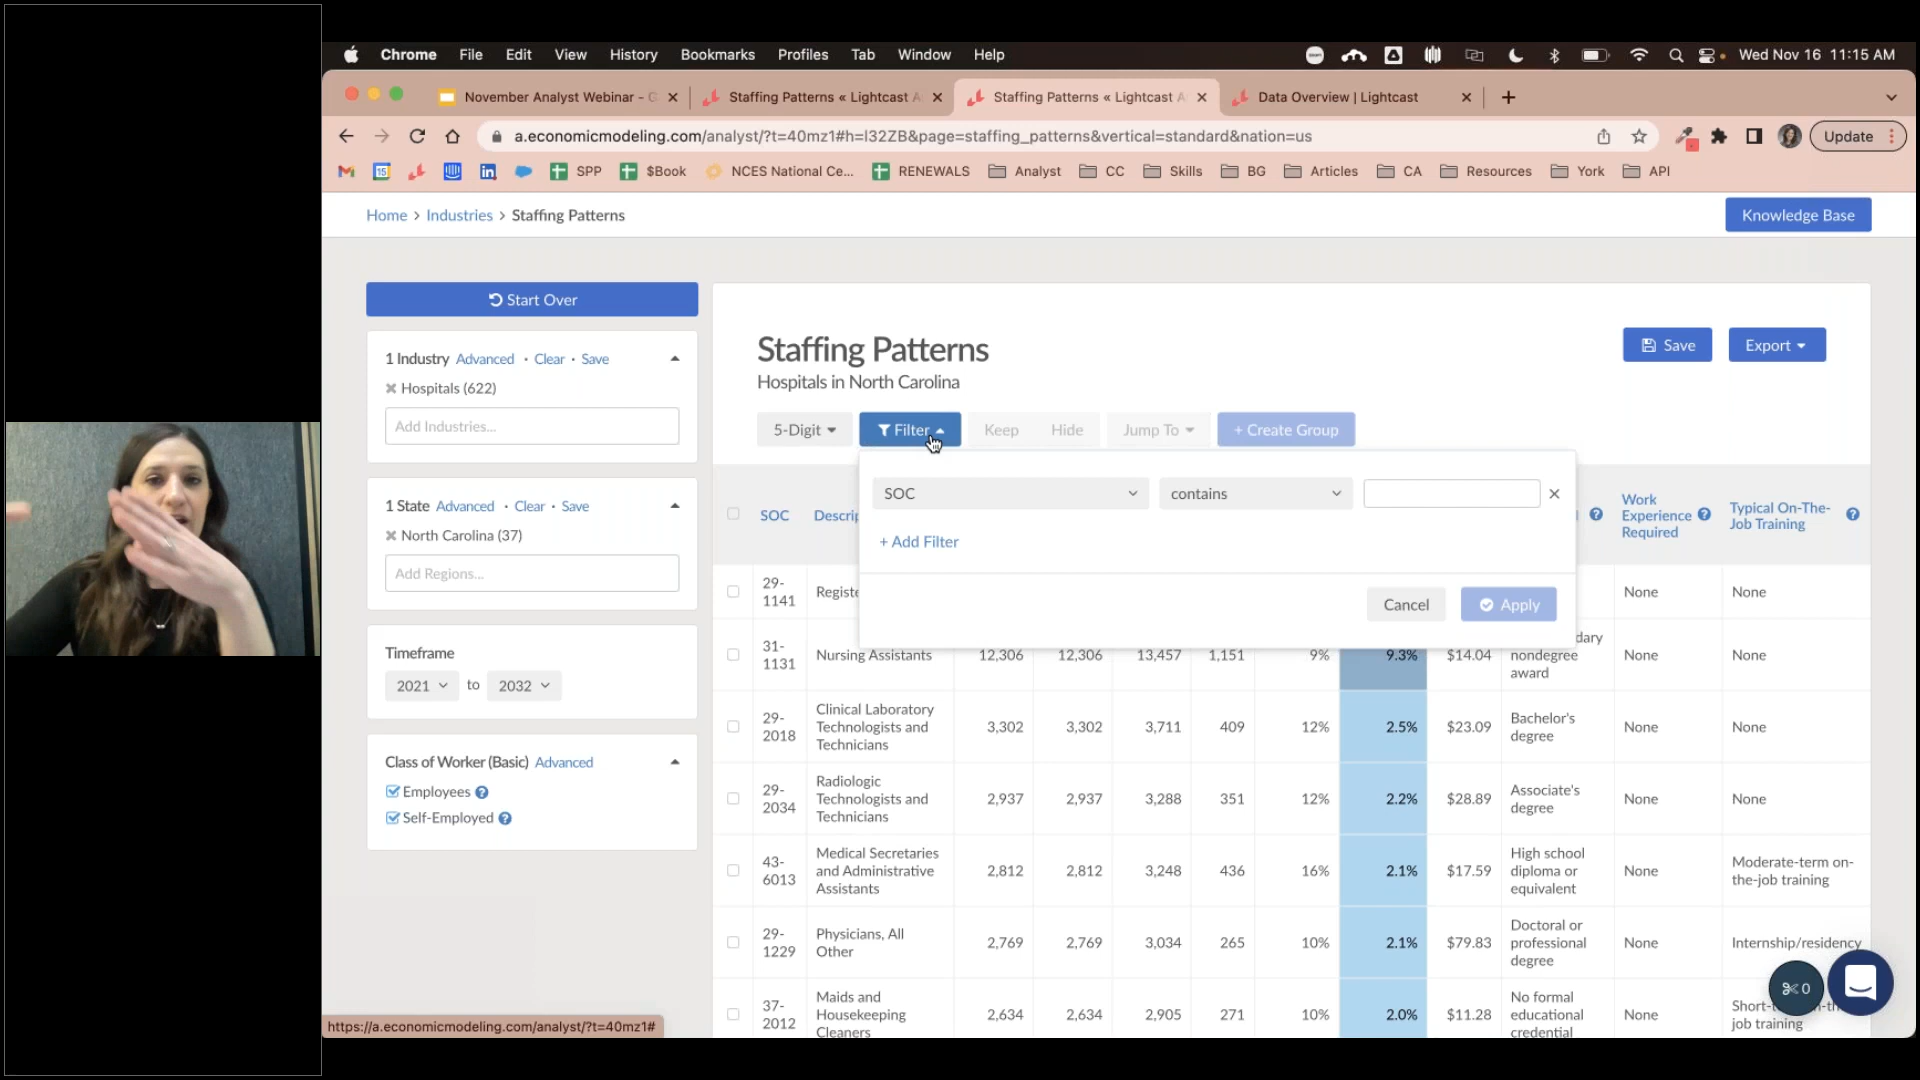 Chrome File Edit View History Bookmarks Profiles Tab Window Help Wed Nov 16 11:15 AM
November Analyst Webinar - G Staffing Patterns « Lightcast A Staffing Patterns « Lightcast A Data Overview | Lightcast
a.economicmodeling.com/analyst/?t=40mz1#h=I32ZB&page=staffing_patterns&vertical=standard&nation=us Update
SPP $Book NCES National Ce... RENEWALS Analyst CC Skills BG Articles CA Resources York API
Home > Industries > Staffing Patterns Knowledge Base
Start Over
1 Industry Advanced · Clear · Save
Hospitals (622)
Add Industries...
1 State Advanced · Clear · Save
North Carolina (37)
Add Regions...
Timeframe
2021 to 2032
Class of Worker (Basic) Advanced
Employees
Self-Employed
Staffing Patterns
Hospitals in North Carolina
Save Export
5-Digit Filter Keep Hide Jump To + Create Group
SOC contains
+ Add Filter
Cancel Apply
SOC Descrip
Work Experience Required
Typical On-The-Job Training
29-1141 Registe None None
31-1131 Nursing Assistants 12,306 12,306 13,457 1,151 9% 9.3% $14.04 dary nondegree award None None
29-2018 Clinical Laboratory Technologists and Technicians 3,302 3,302 3,711 409 12% 2.5% $23.09 Bachelor's degree None None
29-2034 Radiologic Technologists and Technicians 2,937 2,937 3,288 351 12% 2.2% $28.89 Associate's degree None None
43-6013 Medical Secretaries and Administrative Assistants 2,812 2,812 3,248 436 16% 2.1% $17.59 High school diploma or equivalent None Moderate-term on-the-job training
29-1229 Physicians, All Other 2,769 2,769 3,034 265 10% 2.1% $79.83 Doctoral or professional degree None Internship/residency
37-2012 Maids and Housekeeping Cleaners 2,634 2,634 2,905 271 10% 2.0% $11.28 No formal educational credential None Short- job training
0
https://a.economicmodeling.com/analyst/?t=40mz1#